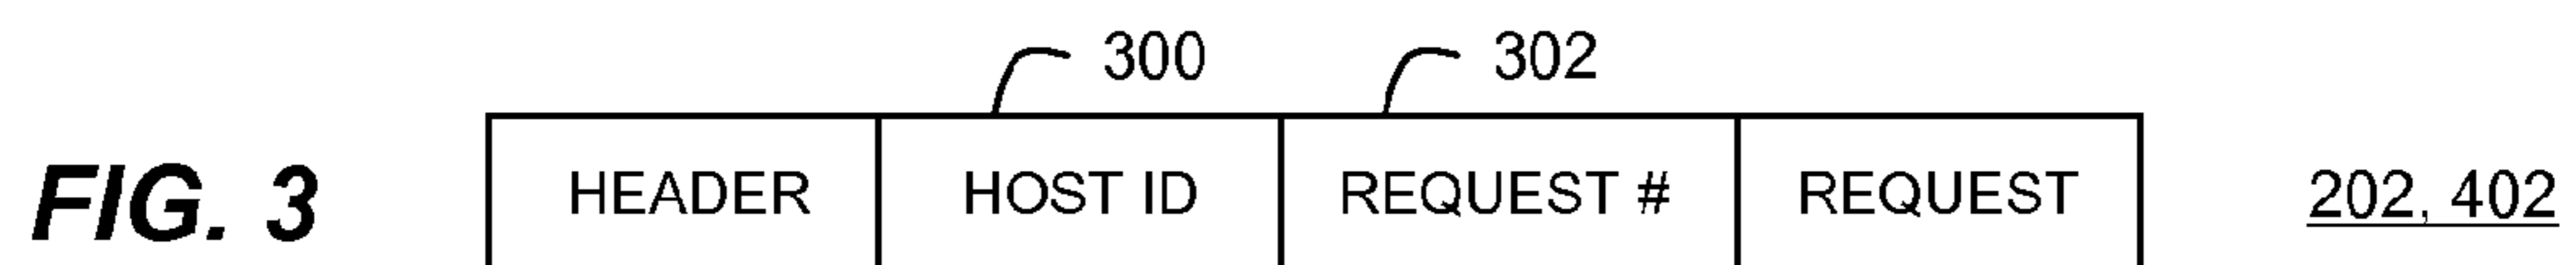 300 302
FIG. 3 HEADER HOST ID REQUEST # REQUEST 202, 402